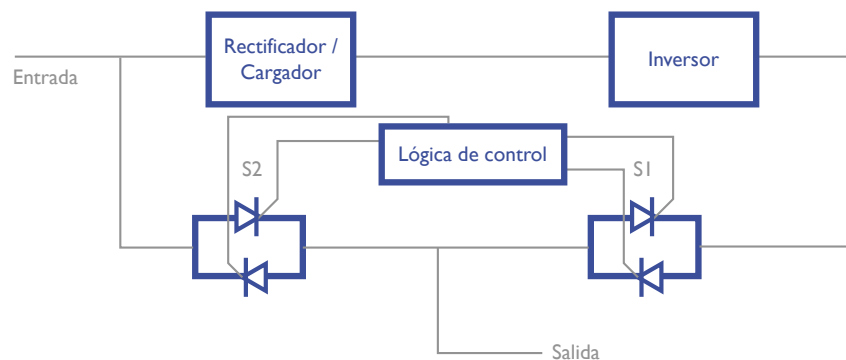 Rectificador /
Cargador
Inversor
Entrada
Lógica de control
S2
S1
Salida